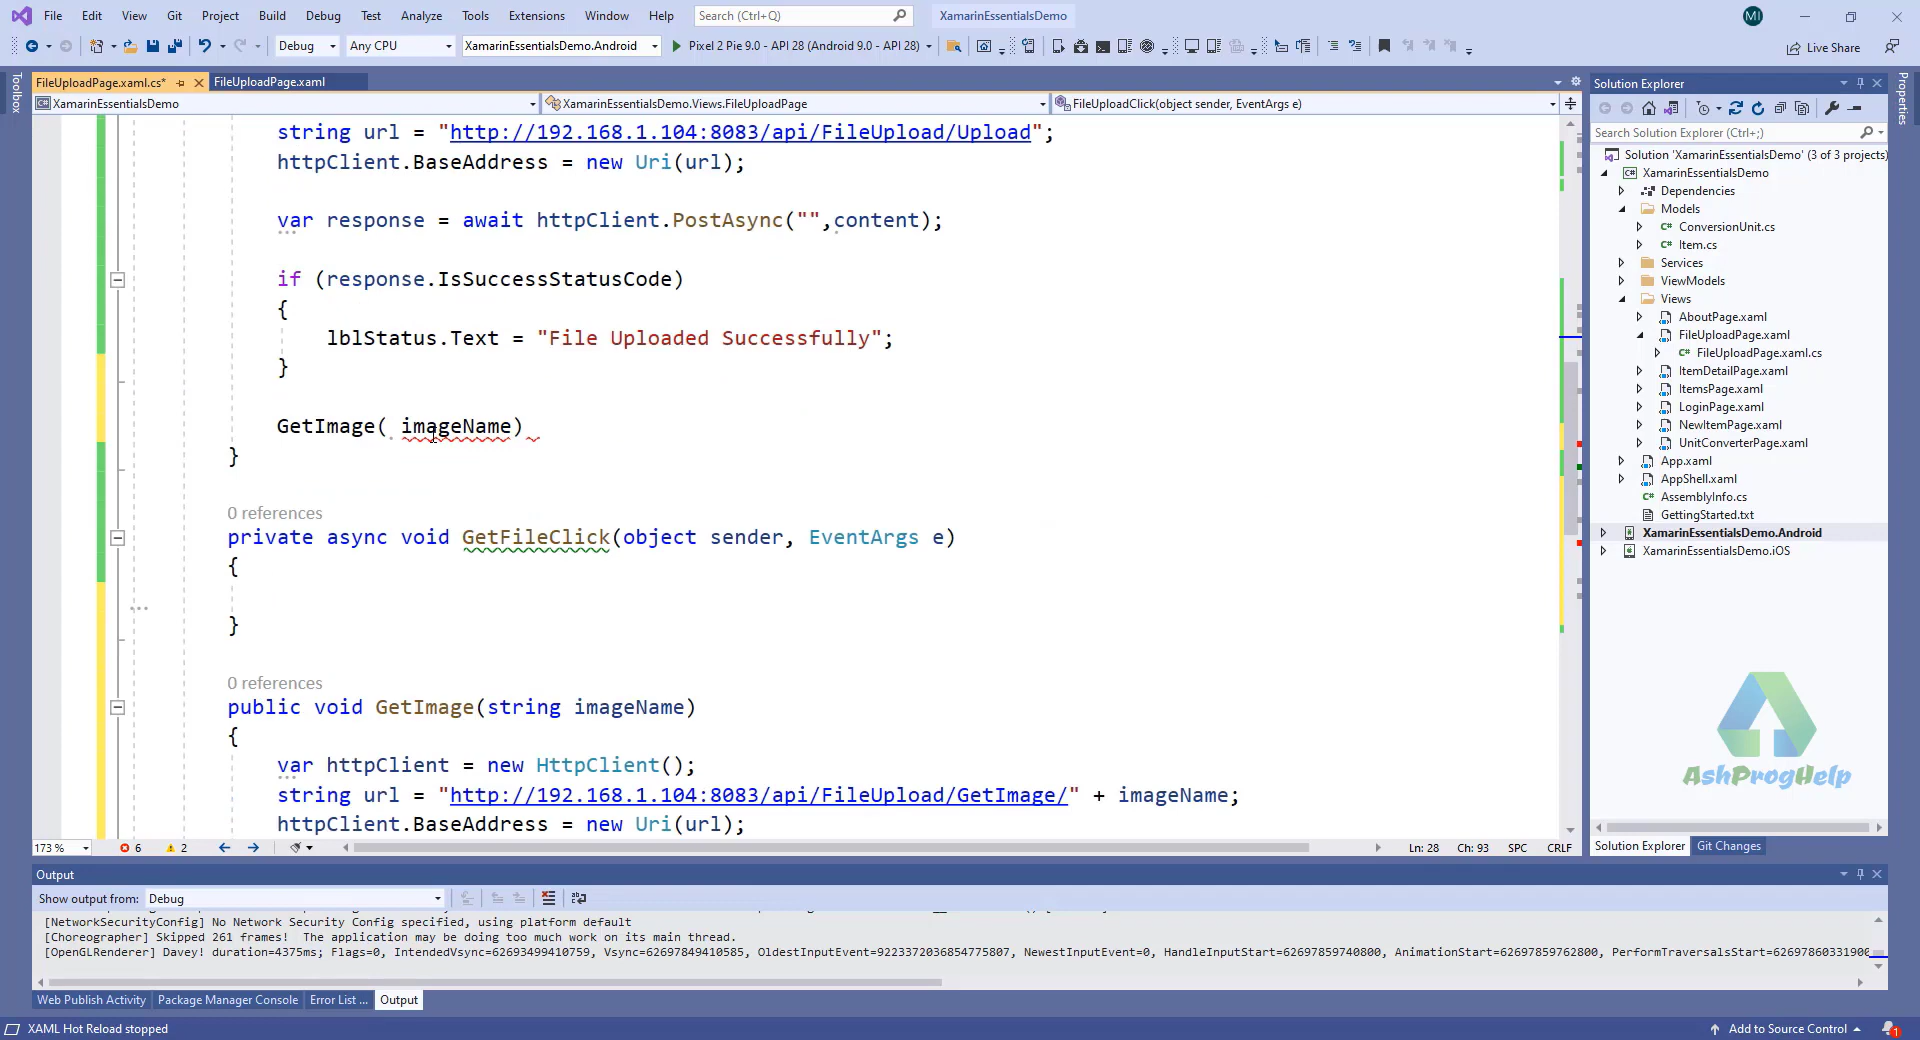 File Edit View Git Project Build Debug Test Analyze Tools Extensions Window Help Search (Ctrl+Q) XamarinEssentialsDemo MI
Debug Any CPU XamarinEssentialsDemo.Android Pixel 2 Pie 9.0 - API 28 (Android 9.0 - API 28) Live Share
Toolbox
FileUploadPage.xaml.cs* FileUploadPage.xaml
XamarinEssentialsDemo XamarinEssentialsDemo.Views.FileUploadPage FileUploadClick(object sender, EventArgs e)
string url = "http://192.168.1.104:8083/api/FileUpload/Upload";
httpClient.BaseAddress = new Uri(url);
var response = await httpClient.PostAsync("",content);
if (response.IsSuccessStatusCode)
{
lblStatus.Text = "File Uploaded Successfully";
}
GetImage( imageName)
}
0 references
private async void GetFileClick(object sender, EventArgs e)
{
}
0 references
public void GetImage(string imageName)
{
var httpClient = new HttpClient();
string url = "http://192.168.1.104:8083/api/FileUpload/GetImage/" + imageName;
httpClient.BaseAddress = new Uri(url);
173 % 6 2 Ln: 28 Ch: 93 SPC CRLF
Solution Explorer
Properties
Search Solution Explorer (Ctrl+;)
Solution 'XamarinEssentialsDemo' (3 of 3 projects)
XamarinEssentialsDemo
Dependencies
Models
ConversionUnit.cs
Item.cs
Services
ViewModels
Views
AboutPage.xaml
FileUploadPage.xaml
FileUploadPage.xaml.cs
ItemDetailPage.xaml
ItemsPage.xaml
LoginPage.xaml
NewItemPage.xaml
UnitConverterPage.xaml
App.xaml
AppShell.xaml
AssemblyInfo.cs
GettingStarted.txt
XamarinEssentialsDemo.Android
XamarinEssentialsDemo.iOS
AshProgHelp
Solution Explorer Git Changes
Output
Show output from: Debug
[NetworkSecurityConfig] No Network Security Config specified, using platform default
[Choreographer] Skipped 261 frames! The application may be doing too much work on its main thread.
[OpenGLRenderer] Davey! duration=4375ms; Flags=0, IntendedVsync=62693499410759, Vsync=62697849410585, OldestInputEvent=9223372036854775807, NewestInputEvent=0, HandleInputStart=62697859740800, AnimationStart=62697859762800, PerformTraversalsStart=62697860331900
Web Publish Activity Package Manager Console Error List ... Output
XAML Hot Reload stopped Add to Source Control 1